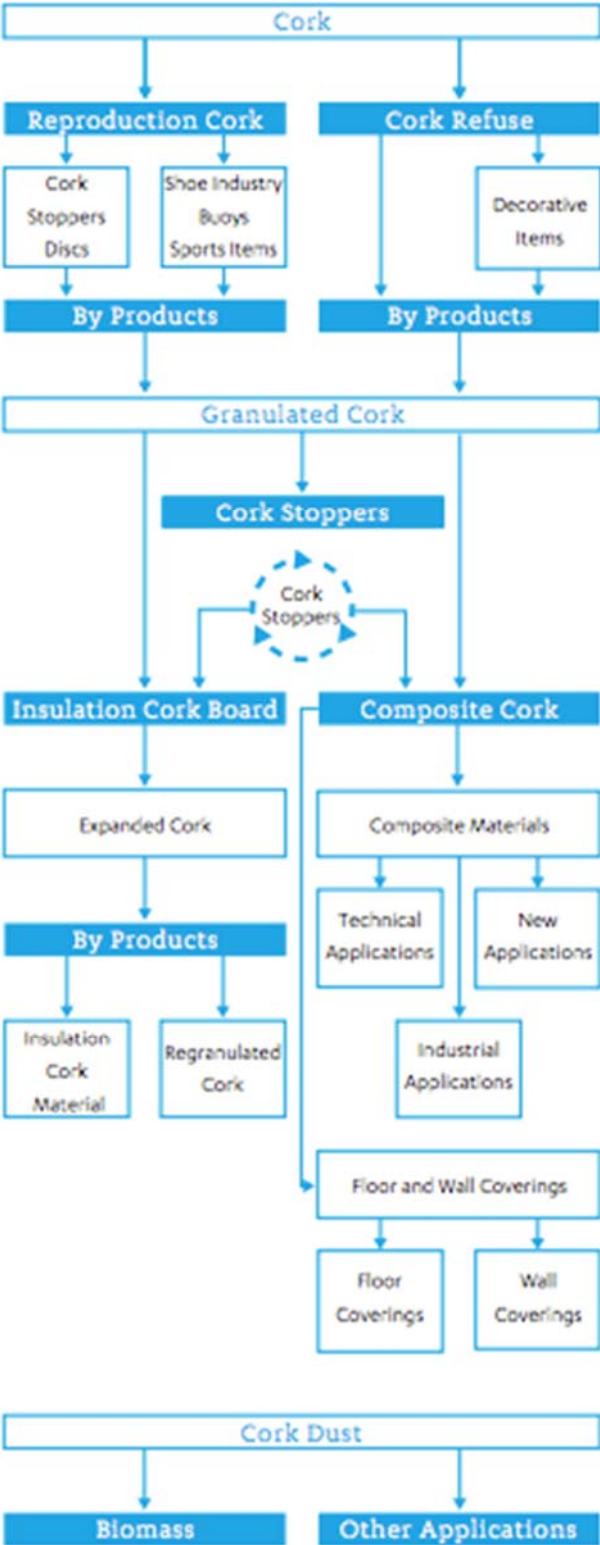 Cork
Reproduction Cork
Cork Refuse
Cork
Stoppers
Discs
Shoe Industry
Buoys
Sports Items
Decorative
Items
By Products
By Products
Granulated Cork
Cork Stoppers
Cork
Stoppers
Insulation Cork Board
Composite Cork
Expanded Cork
Composite Materials
Technical
Applications
New
Applications
By Products
Insulation
Cork
Material
Regranulated
Cork
Industrial
Applications
Floor and Wall Coverings
Floor
Coverings
Wall
Coverings
Cork Dust
Biomass
Other Applications